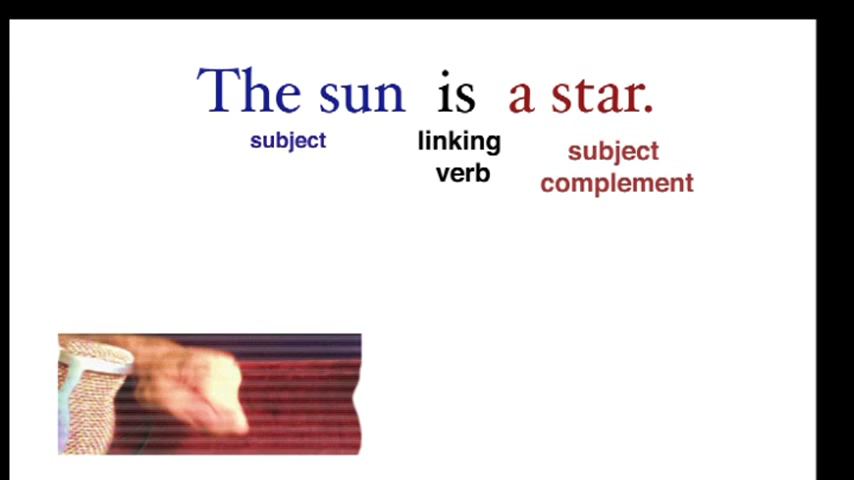 The sun is a star.
subject
linking
verb
subject
complement